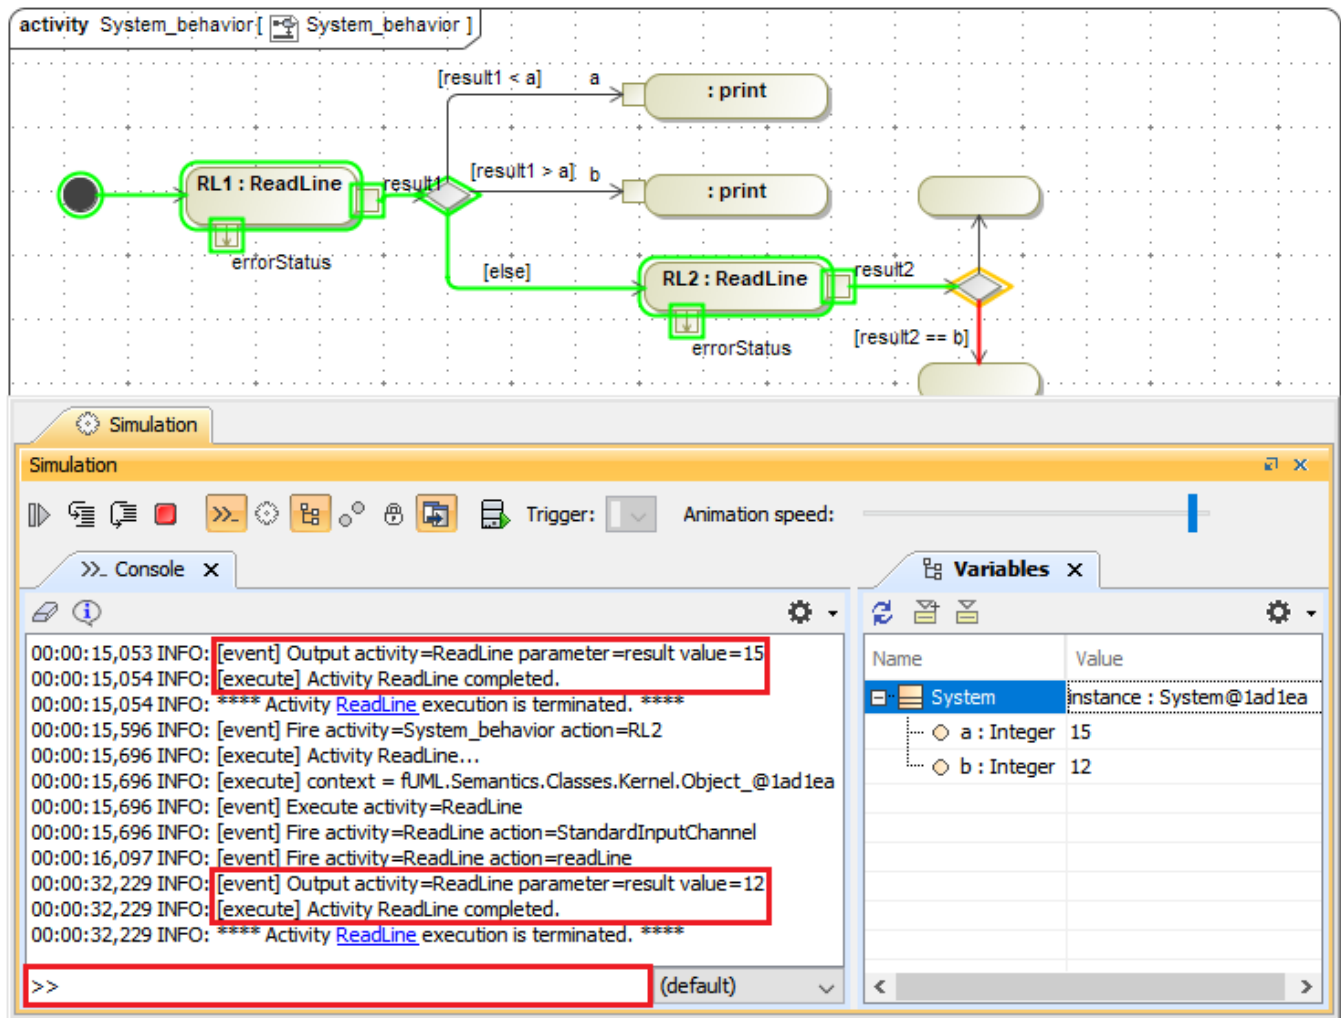 activity System_behavior [ System_behavior ]
[result1 < a] a
: print
[result1 > a] b
: print
RL1 : ReadLine
result1
errorStatus
[else]
RL2 : ReadLine
result2
errorStatus
[result2 == b]
Simulation
Simulation
Trigger:
Animation speed:
Console
Variables
00:00:15,053 INFO: [event] Output activity=ReadLine parameter=result value=15
00:00:15,054 INFO: [execute] Activity ReadLine completed.
00:00:15,054 INFO: **** Activity ReadLine execution is terminated. ****
00:00:15,596 INFO: [event] Fire activity=System_behavior action=RL2
00:00:15,696 INFO: [execute] Activity ReadLine...
00:00:15,696 INFO: [execute] context = fUML.Semantics.Classes.Kernel.Object_@1ad1ea
00:00:15,696 INFO: [event] Execute activity=ReadLine
00:00:15,696 INFO: [event] Fire activity=ReadLine action=StandardInputChannel
00:00:16,097 INFO: [event] Fire activity=ReadLine action=readLine
00:00:32,229 INFO: [event] Output activity=ReadLine parameter=result value=12
00:00:32,229 INFO: [execute] Activity ReadLine completed.
00:00:32,229 INFO: **** Activity ReadLine execution is terminated. ****
>>
(default)
Name Value
System instance : System@1ad1ea
a : Integer 15
b : Integer 12